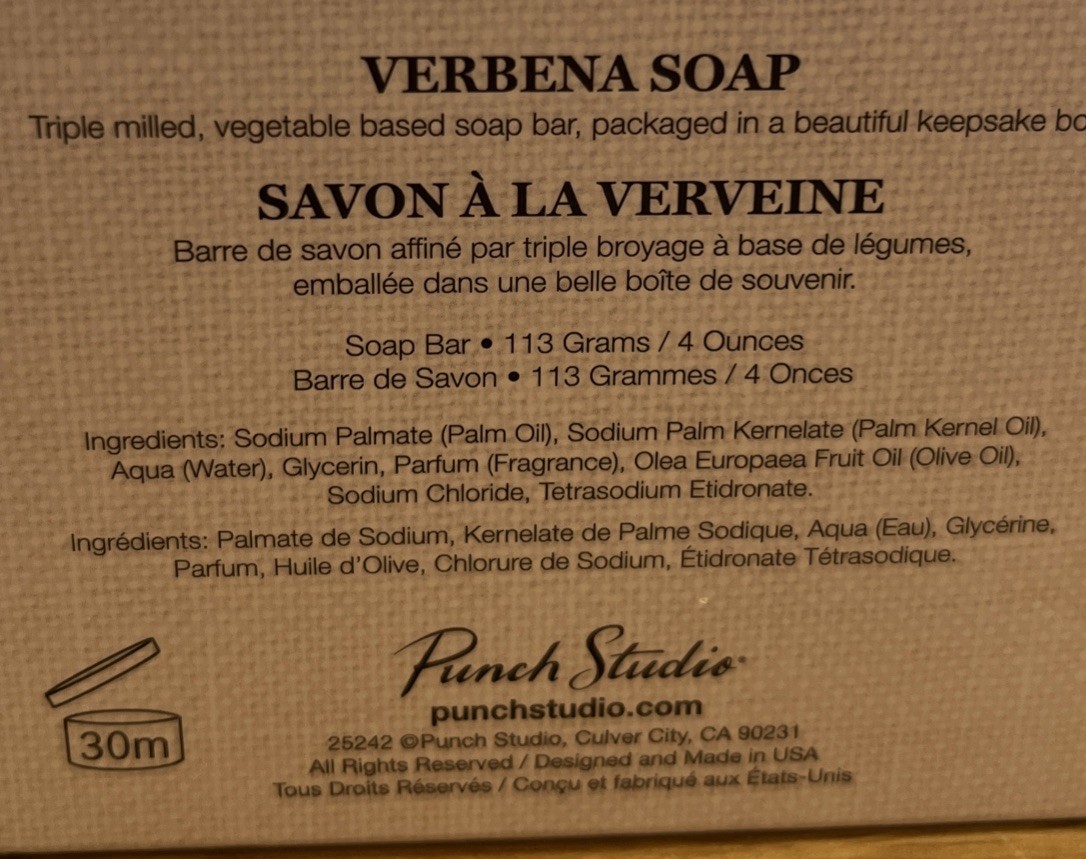 VERBENA SOAP
Triple milled, vegetable based soap bar, packaged in a beautiful keepsake
SAVON À LA VERVEINE
Barre de savon affiné par triple broyage à base de légumes,
emballée dans une belle boîte de souvenir.
Soap Bar • 113 Grams / 4 Ounces
Barre de Savon • 113 Grammes / 4 Onces
Ingredients: Sodium Palmate (Palm Oil), Sodium Palm Kernelate (Palm Kernel Oil),
Aqua (Water), Glycerin, Parfum (Fragrance), Olea Europaea Fruit Oil (Olive Oil),
Sodium Chloride, Tetrasodium Etidronate.
Ingrédients: Palmate de Sodium, Kernelate de Palme Sodique, Aqua (Eau), Glycérine,
Parfum, Huile d'Olive, Chlorure de Sodium, Étidronate Tétrasodique.
Punch Studio
punchstudio.com
30m
25242 ©Punch Studio, Culver City, CA 90231
All Rights Reserved / Designed and Made in USA
Tous Droits Réservés / Conçu et fabriqué aux États-Unis